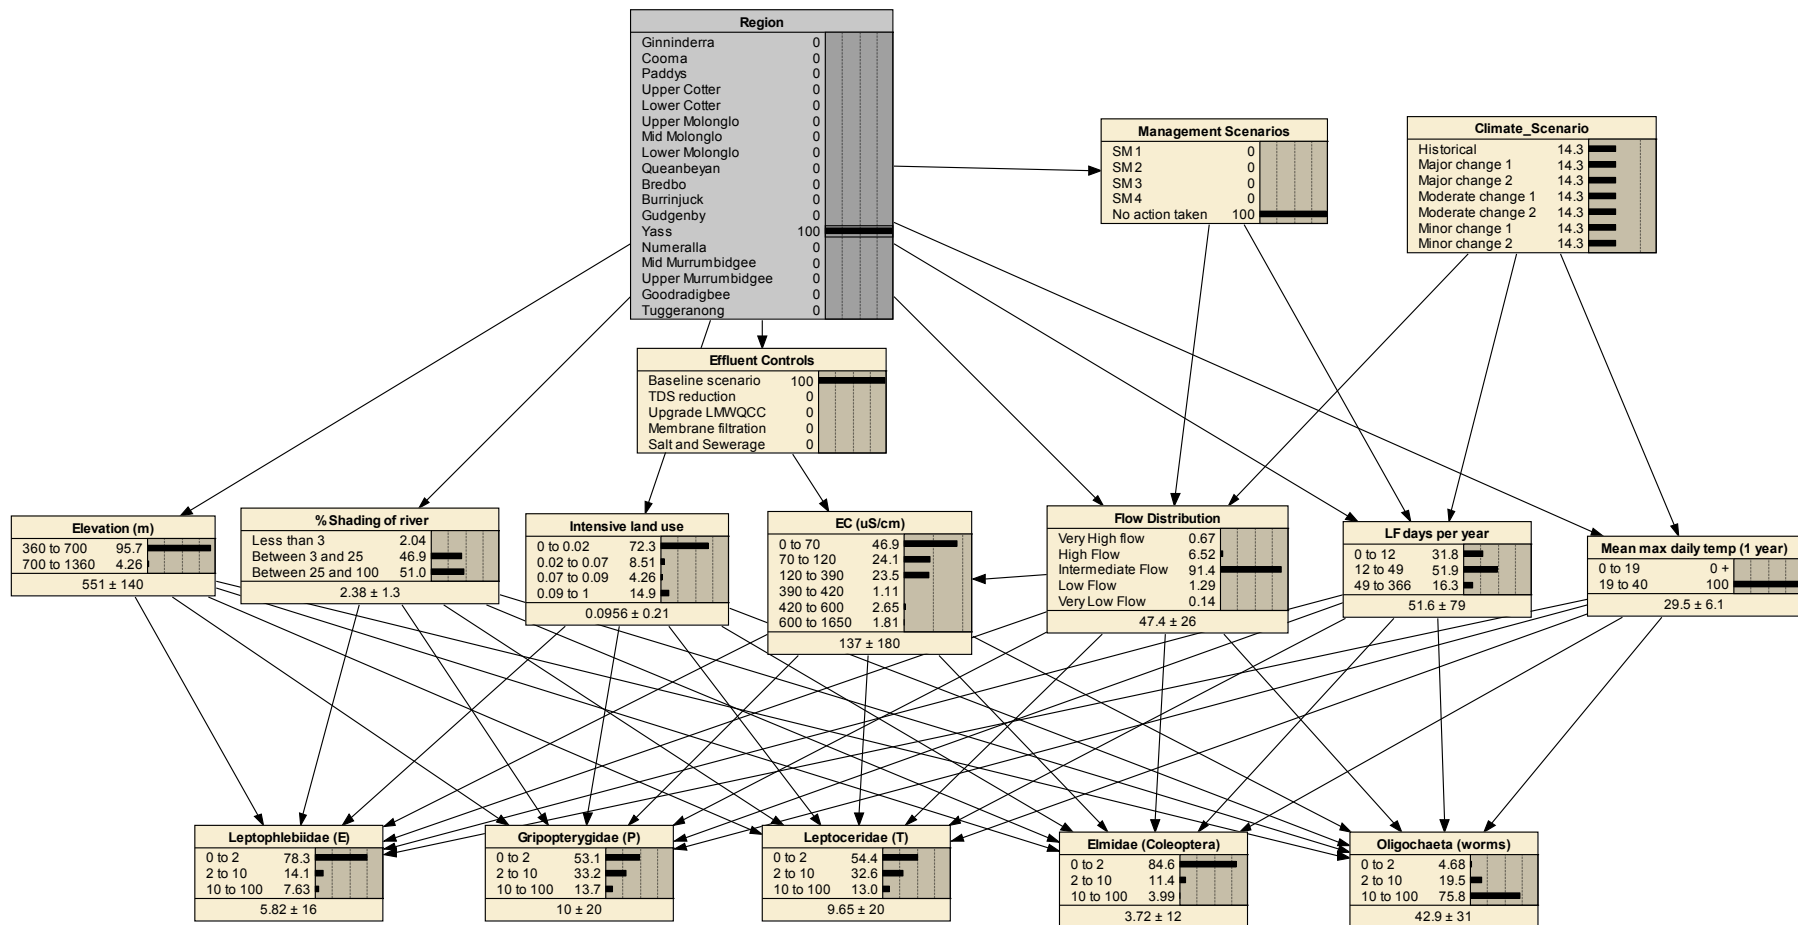 Region
Ginninderra 0
Cooma 0
Paddys 0
Upper Cotter 0
Lower Cotter 0
Upper Molonglo 0
Mid Molonglo 0
Lower Molonglo 0
Queanbeyan 0
Bredbo 0
Burrinjuck 0
Gudgenby 0
Yass 100
Numeralla 0
Mid Murrumbidgee 0
Upper Murrumbidgee 0
Goodradigbee 0
Tuggeranong 0
Management Scenarios
SM 1 0
SM 2 0
SM 3 0
SM 4 0
No action taken 100
Climate_Scenario
Historical 14.3
Major change 1 14.3
Major change 2 14.3
Moderate change 1 14.3
Moderate change 2 14.3
Minor change 1 14.3
Minor change 2 14.3
Effluent Controls
Baseline scenario 100
TDS reduction 0
Upgrade LMWQCC 0
Membrane filtration 0
Salt and Sewerage 0
Elevation (m)
360 to 700 95.7
700 to 1360 4.26
551 ± 140
% Shading of river
Less than 3 2.04
Between 3 and 25 46.9
Between 25 and 100 51.0
2.38 ± 1.3
Intensive land use
0 to 0.02 72.3
0.02 to 0.07 8.51
0.07 to 0.09 4.26
0.09 to 1 14.9
0.0956 ± 0.21
EC (uS/cm)
0 to 70 46.9
70 to 120 24.1
120 to 390 23.5
390 to 420 1.11
420 to 600 2.65
600 to 1650 1.81
137 ± 180
Flow Distribution
Very High flow 0.67
High Flow 6.52
Intermediate Flow 91.4
Low Flow 1.29
Very Low Flow 0.14
47.4 ± 26
LF days per year
0 to 12 31.8
12 to 49 51.9
49 to 366 16.3
51.6 ± 79
Mean max daily temp (1 year)
0 to 19 0 +
19 to 40 100
29.5 ± 6.1
Leptophlebiidae (E)
0 to 2 78.3
2 to 10 14.1
10 to 100 7.63
5.82 ± 16
Gripopterygidae (P)
0 to 2 53.1
2 to 10 33.2
10 to 100 13.7
10 ± 20
Leptoceridae (T)
0 to 2 54.4
2 to 10 32.6
10 to 100 13.0
9.65 ± 20
Elmidae (Coleoptera)
0 to 2 84.6
2 to 10 11.4
10 to 100 3.99
3.72 ± 12
Oligochaeta (worms)
0 to 2 4.68
2 to 10 19.5
10 to 100 75.8
42.9 ± 31